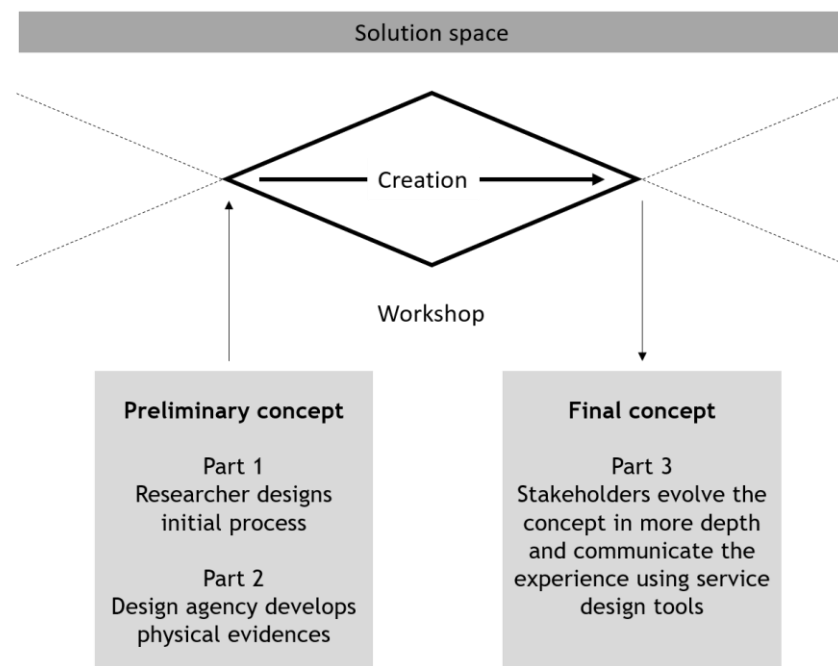 Solution space
Creation
Workshop
Preliminary concept
Part 1
Researcher designs
initial process
Part 2
Design agency develops
physical evidences
Final concept
Part 3
Stakeholders evolve the
concept in more depth
and communicate the
experience using service
design tools